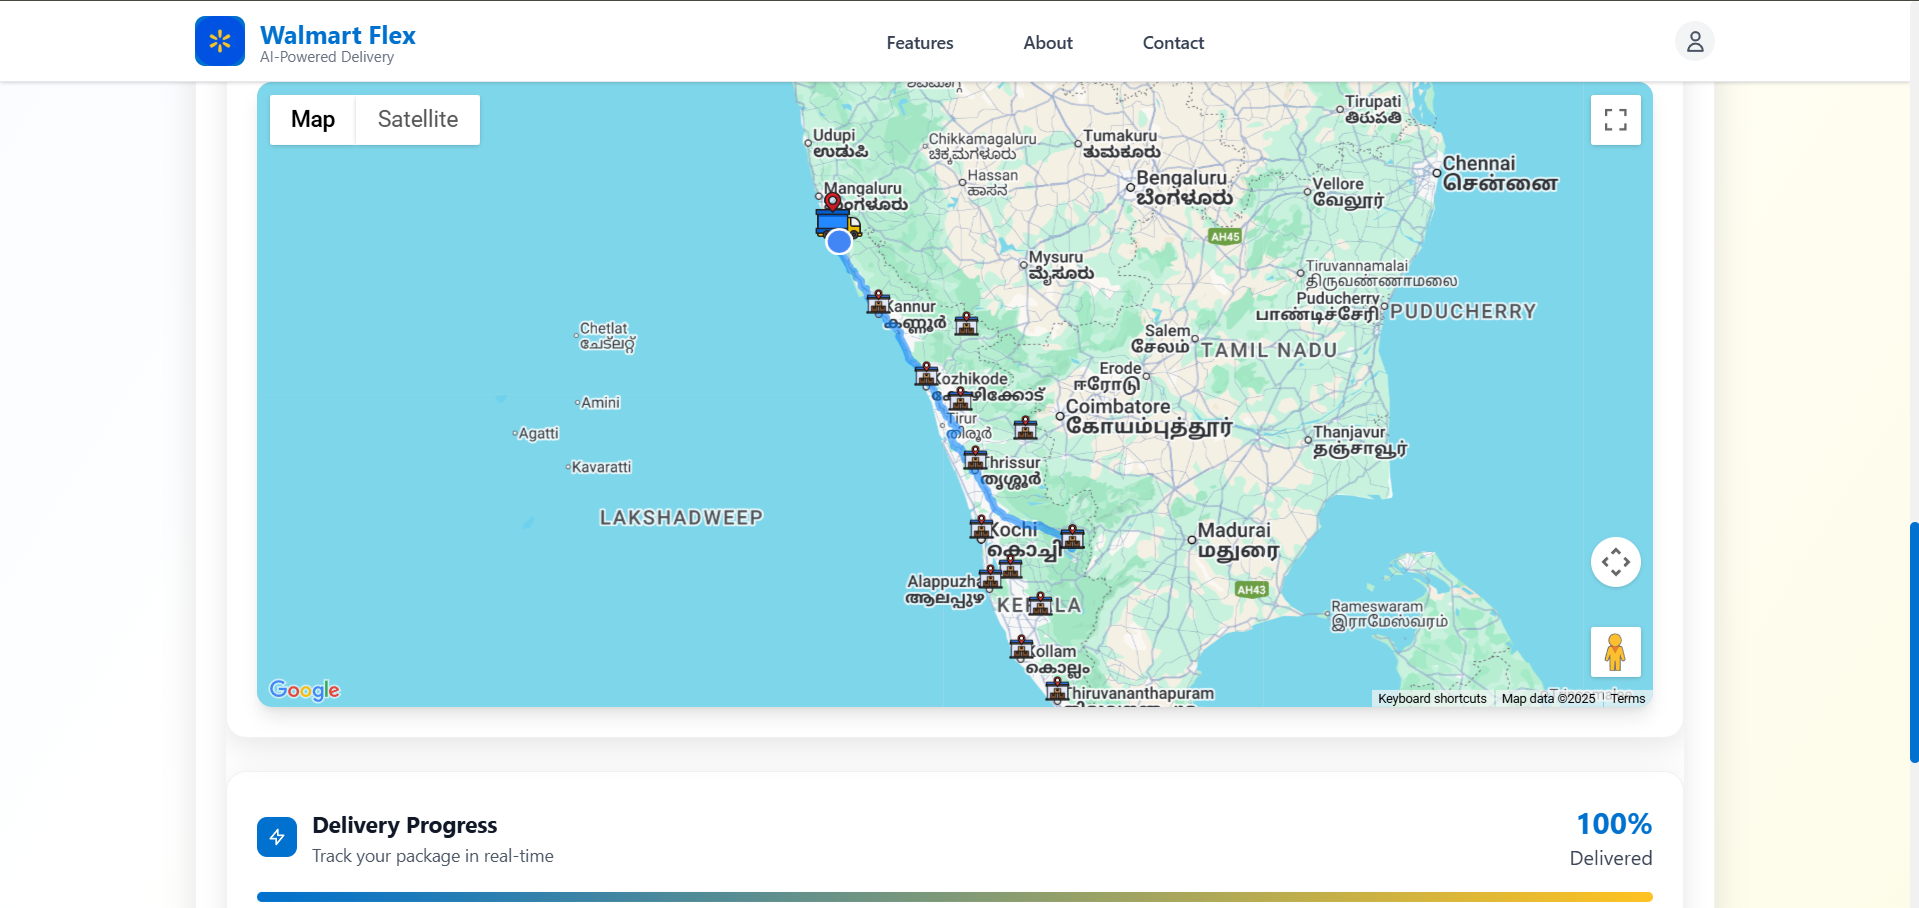 Walmart Flex
AI-Powered Delivery
Features
About
Contact
Map
Satellite
Udupi
ಉಡುಪಿ
Chikkamagaluru
ಚಿಕ್ಕಮಗಳೂರು
Tumakuru
ತುಮಕೂರು
Tirupati
తిరుపతి
Hassan
ಹಾಸನ
Bengaluru
ಬೆಂಗಳೂರು
Vellore
வேலூர்
Chennai
சென்னை
Mangaluru
AH45
Mysuru
ಮೈಸೂರು
Tiruvannamalai
திருவண்ணாமலை
Puducherry
பாண்டிச்சேரி
PUDUCHERRY
Kannur
കണ്ണൂർ
Chetlat
ചേട്ലറ്റ്
Salem
சேலம்
TAMIL NADU
Erode
ஈரோடு
Kozhikode
Amini
Coimbatore
கோயம்புத்தூர்
Tirur
തിരൂർ
Agatti
Thanjavur
தஞ்சாவூர்
Kavaratti
Thrissur
തൃശ്ശൂർ
LAKSHADWEEP
Kochi
കൊച്ചി
Madurai
மதுரை
Alappuzha
ആലപ്പുഴ
AH43
Rameswaram
இராமேஸ்வரம்
Kollam
കൊല്ലം
Thiruvananthapuram
Google
Keyboard shortcuts
Map data ©2025
Terms
Delivery Progress
Track your package in real-time
100%
Delivered